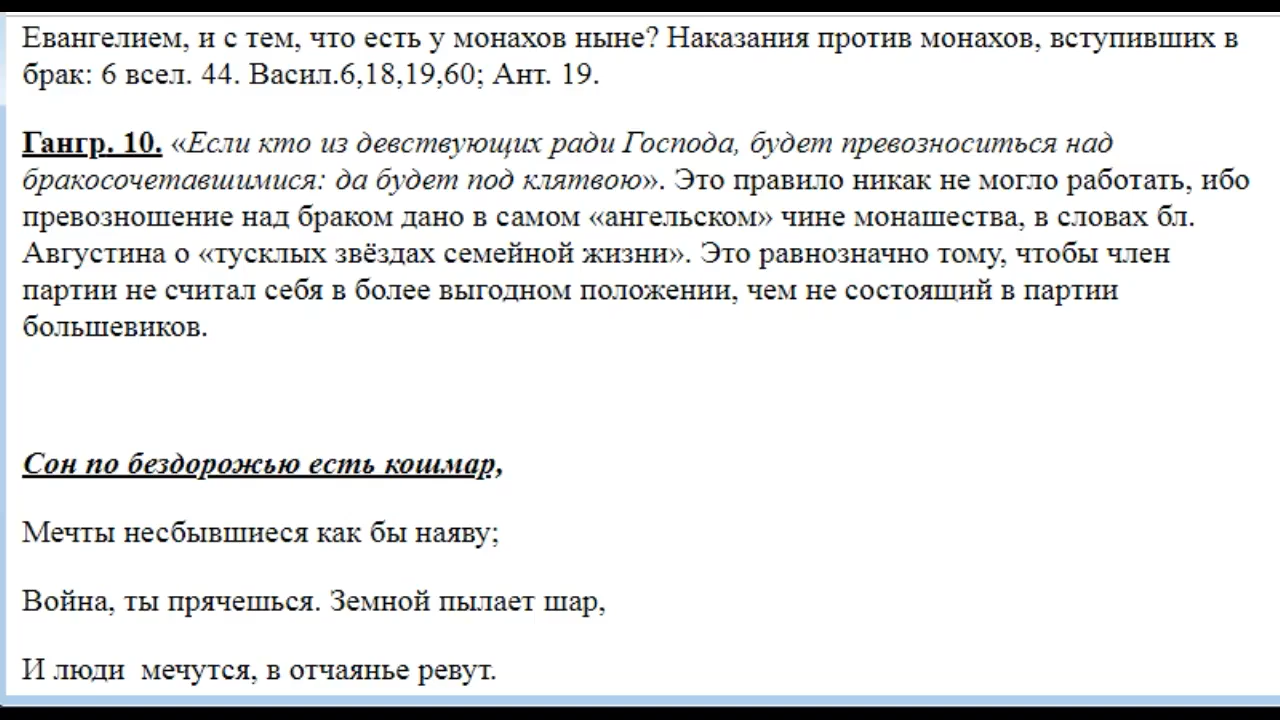 Евангелием, и с тем, что есть у монахов ныне? Наказания против монахов, вступивших в
брак: 6 всел. 44. Васил.6,18,19,60; Ант. 19.
Гангр. 10. «Если кто из девствующих ради Господа, будет превозноситься над
бракосочетавшимися: да будет под клятвою». Это правило никак не могло работать, ибо
превозношение над браком дано в самом «ангельском» чине монашества, в словах бл.
Августина о «тусклых звёздах семейной жизни». Это равнозначно тому, чтобы член
партии не считал себя в более выгодном положении, чем не состоящий в партии
большевиков.
Сон по бездорожью есть кошмар,
Мечты несбывшиеся как бы наяву;
Война, ты прячешься. Земной пылает шар,
И люди  мечутся, в отчаянье ревут.